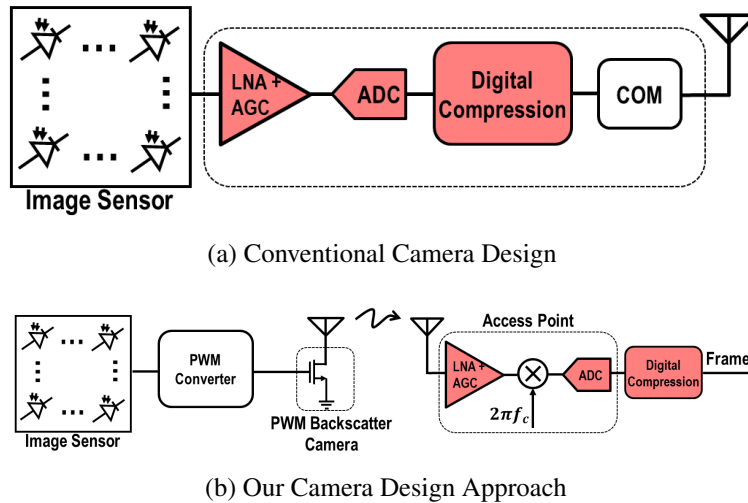 LNA +
AGC
ADC
Digital
Compression
COM
Image Sensor
(a) Conventional Camera Design
PWM
Converter
Image Sensor
PWM Backscatter
Camera
Access Point
LNA +
AGC
2πf_c
ADC
Digital
Compression
Frame
(b) Our Camera Design Approach